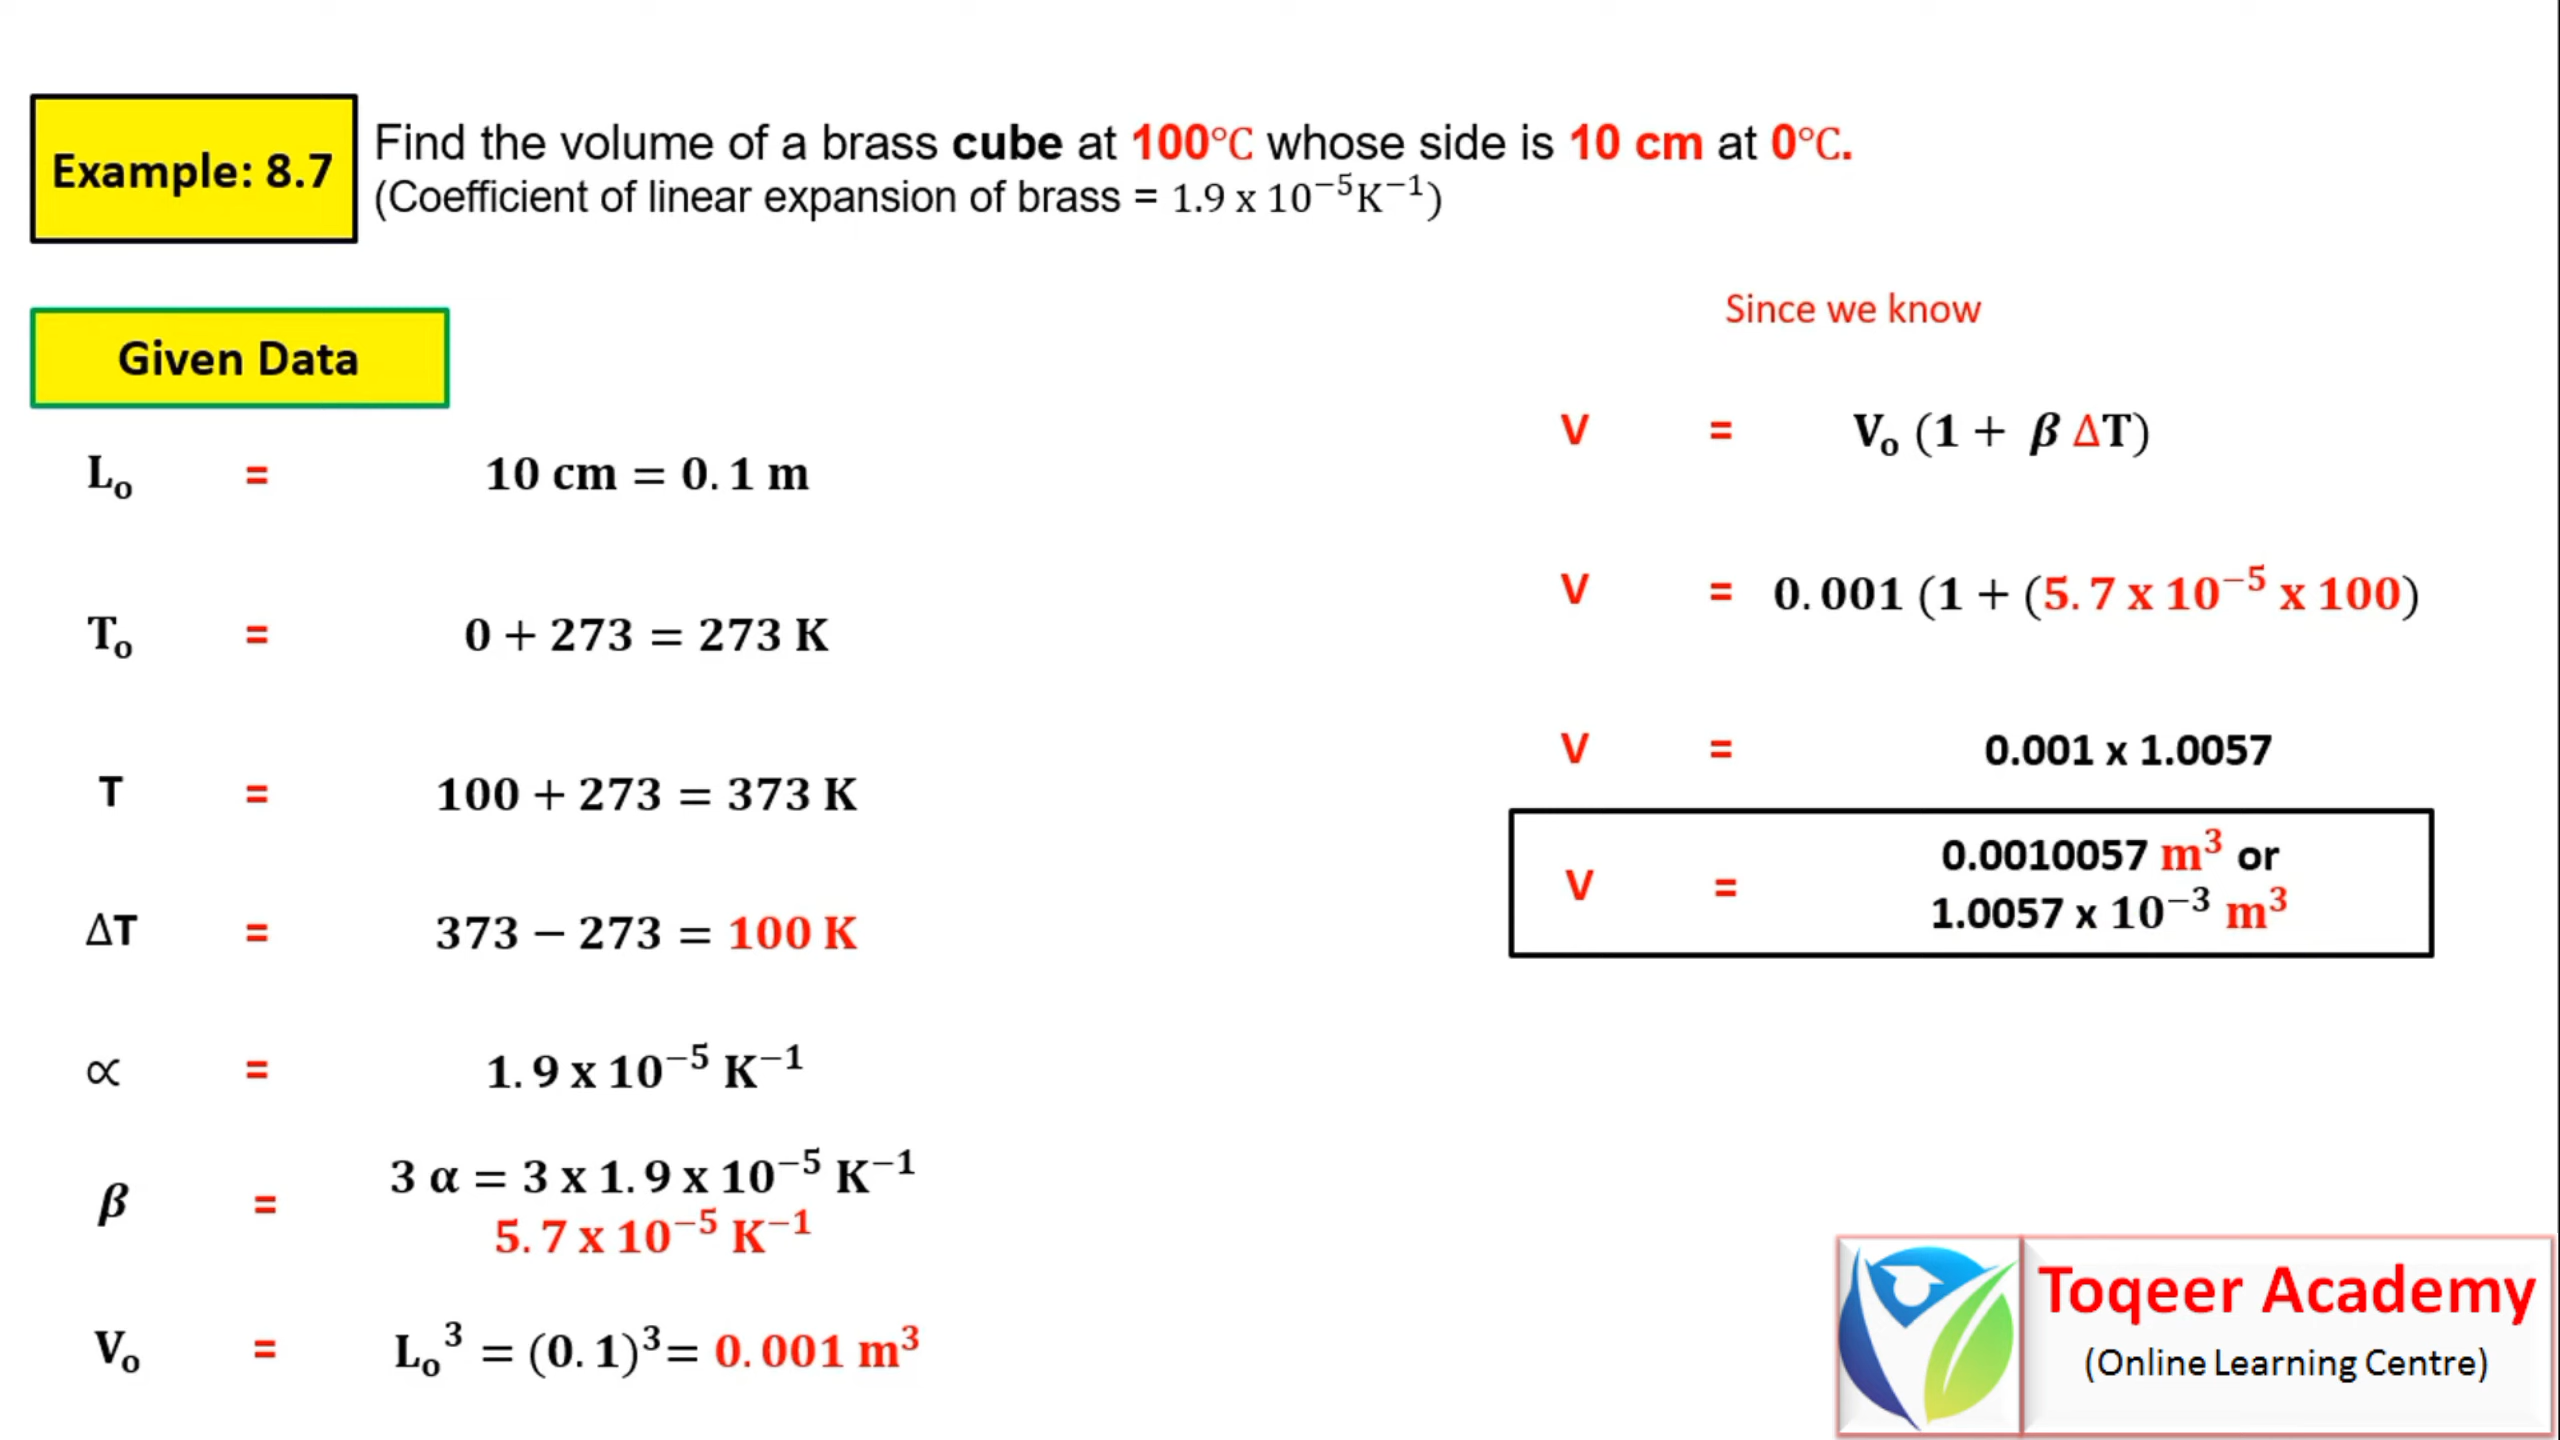 Example: 8.7
Find the volume of a brass cube at 100°C whose side is 10 cm at 0°C.
(Coefficient of linear expansion of brass = 1.9 x 10⁻⁵K⁻¹)
Given Data
Lₒ = 10 cm = 0.1 m
Tₒ = 0 + 273 = 273 K
T = 100 + 273 = 373 K
ΔT = 373 − 273 = 100 K
∝ = 1.9 x 10⁻⁵ K⁻¹
β = 3 α = 3 x 1.9 x 10⁻⁵ K⁻¹
5.7 x 10⁻⁵ K⁻¹
Vₒ = Lₒ³ = (0.1)³= 0.001 m³
Since we know
V = Vₒ (1 + β ΔT)
V = 0.001 (1 + (5.7 x 10⁻⁵ x 100)
V = 0.001 x 1.0057
V = 0.0010057 m³ or
1.0057 x 10⁻³ m³
Toqeer Academy
(Online Learning Centre)